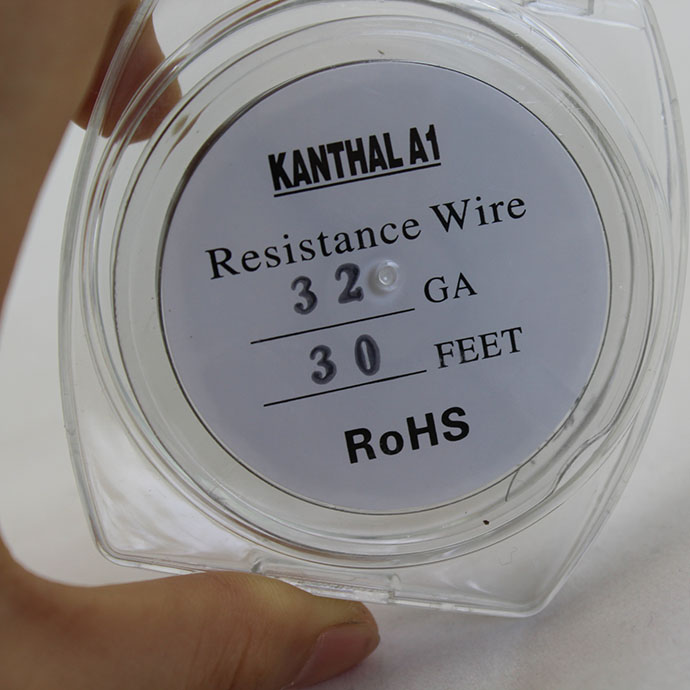 KANTHAL A1
Resistance Wire
32 GA
30 FEET
RoHS